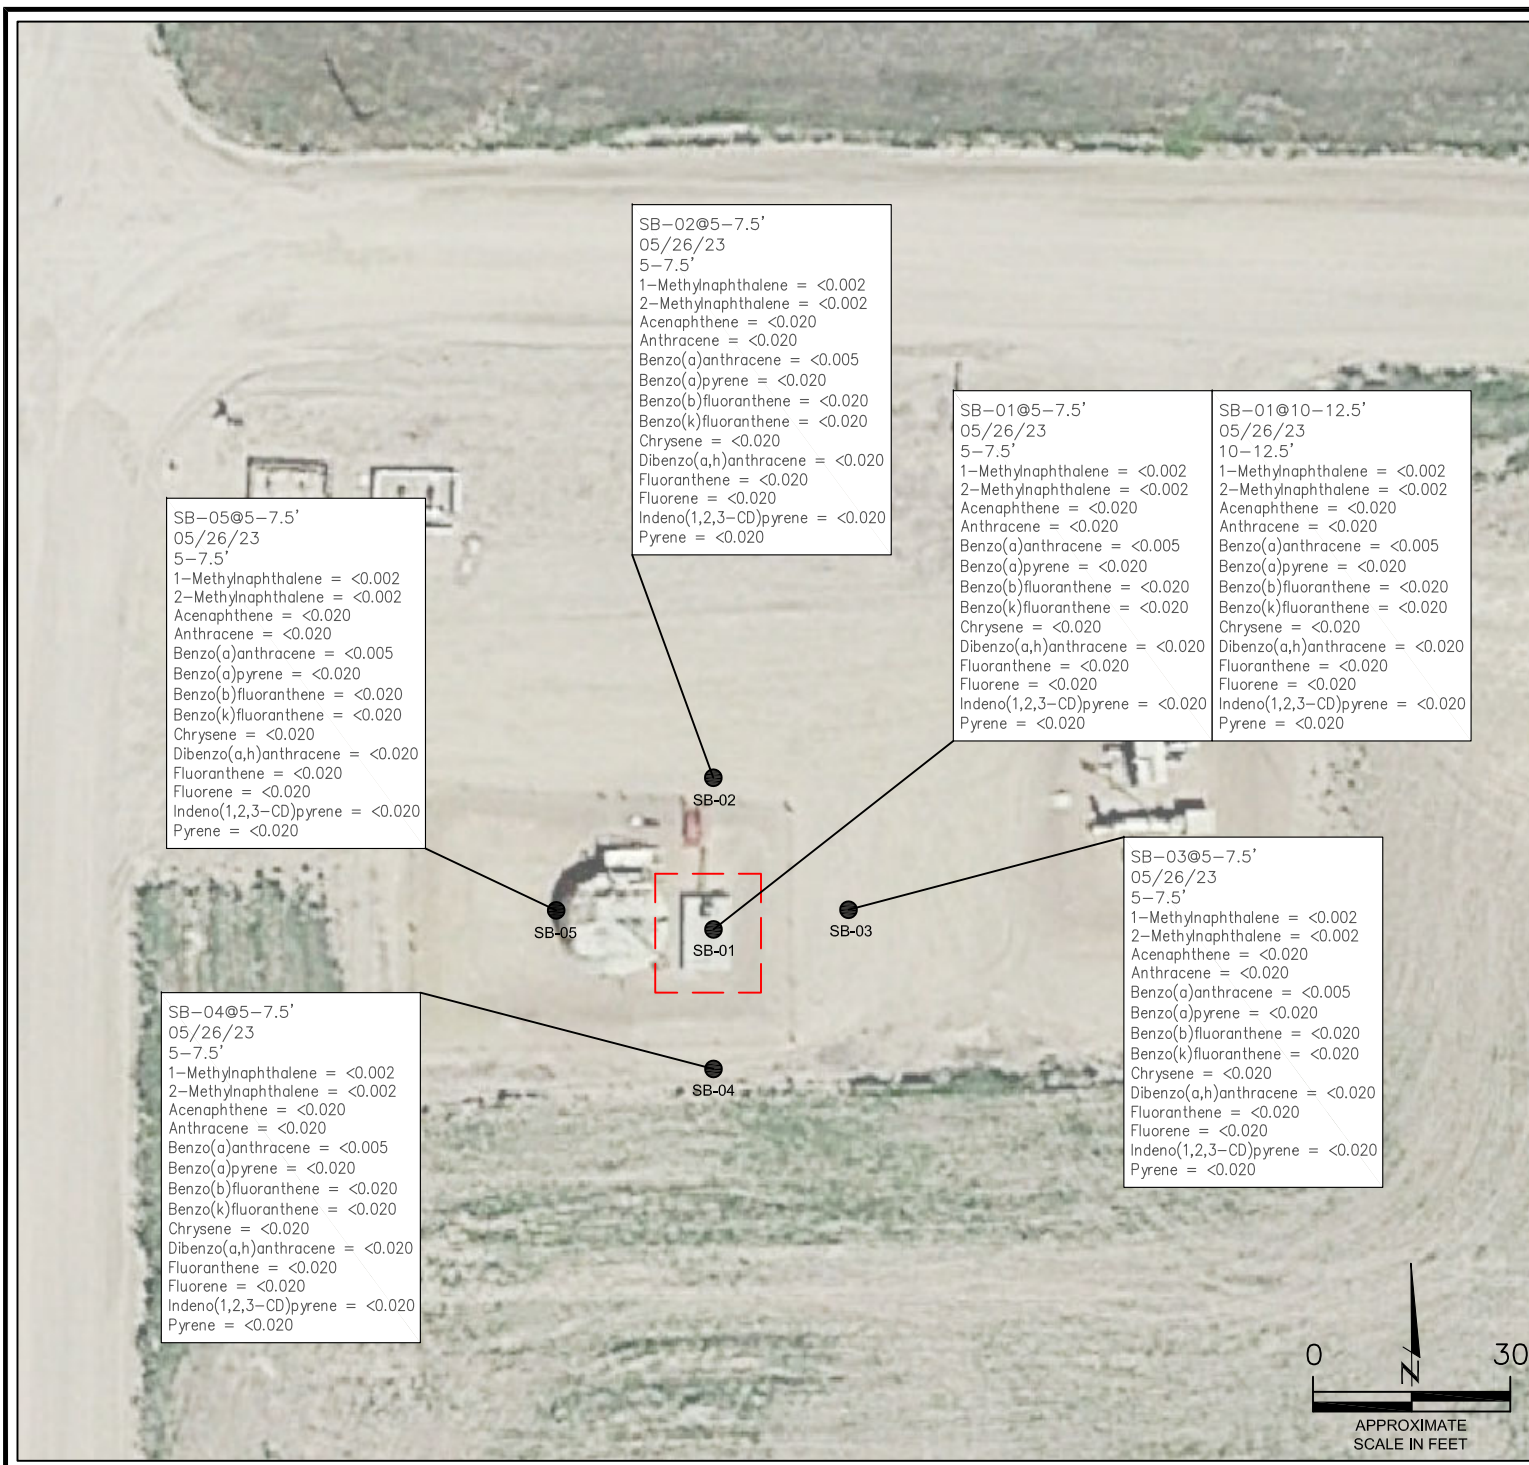 SB-02@5-7.5'
05/26/23
5-7.5'
1-Methylnaphthalene = <0.002
2-Methylnaphthalene = <0.002
Acenaphthene = <0.020
Anthracene = <0.020
Benzo(a)anthracene = <0.005
Benzo(a)pyrene = <0.020
Benzo(b)fluoranthene = <0.020
Benzo(k)fluoranthene = <0.020
Chrysene = <0.020
Dibenzo(a,h)anthracene = <0.020
Fluoranthene = <0.020
Fluorene = <0.020
Indeno(1,2,3-CD)pyrene = <0.020
Pyrene = <0.020
SB-01@5-7.5'
05/26/23
5-7.5'
1-Methylnaphthalene = <0.002
2-Methylnaphthalene = <0.002
Acenaphthene = <0.020
Anthracene = <0.020
Benzo(a)anthracene = <0.005
Benzo(a)pyrene = <0.020
Benzo(b)fluoranthene = <0.020
Benzo(k)fluoranthene = <0.020
Chrysene = <0.020
Dibenzo(a,h)anthracene = <0.020
Fluoranthene = <0.020
Fluorene = <0.020
Indeno(1,2,3-CD)pyrene = <0.020
Pyrene = <0.020
SB-01@10-12.5'
05/26/23
10-12.5'
1-Methylnaphthalene = <0.002
2-Methylnaphthalene = <0.002
Acenaphthene = <0.020
Anthracene = <0.020
Benzo(a)anthracene = <0.005
Benzo(a)pyrene = <0.020
Benzo(b)fluoranthene = <0.020
Benzo(k)fluoranthene = <0.020
Chrysene = <0.020
Dibenzo(a,h)anthracene = <0.020
Fluoranthene = <0.020
Fluorene = <0.020
Indeno(1,2,3-CD)pyrene = <0.020
Pyrene = <0.020
SB-05@5-7.5'
05/26/23
5-7.5'
1-Methylnaphthalene = <0.002
2-Methylnaphthalene = <0.002
Acenaphthene = <0.020
Anthracene = <0.020
Benzo(a)anthracene = <0.005
Benzo(a)pyrene = <0.020
Benzo(b)fluoranthene = <0.020
Benzo(k)fluoranthene = <0.020
Chrysene = <0.020
Dibenzo(a,h)anthracene = <0.020
Fluoranthene = <0.020
Fluorene = <0.020
Indeno(1,2,3-CD)pyrene = <0.020
Pyrene = <0.020
SB-02
SB-05
SB-01
SB-03
SB-03@5-7.5'
05/26/23
5-7.5'
1-Methylnaphthalene = <0.002
2-Methylnaphthalene = <0.002
Acenaphthene = <0.020
Anthracene = <0.020
Benzo(a)anthracene = <0.005
Benzo(a)pyrene = <0.020
Benzo(b)fluoranthene = <0.020
Benzo(k)fluoranthene = <0.020
Chrysene = <0.020
Dibenzo(a,h)anthracene = <0.020
Fluoranthene = <0.020
Fluorene = <0.020
Indeno(1,2,3-CD)pyrene = <0.020
Pyrene = <0.020
SB-04@5-7.5'
05/26/23
5-7.5'
1-Methylnaphthalene = <0.002
2-Methylnaphthalene = <0.002
Acenaphthene = <0.020
Anthracene = <0.020
Benzo(a)anthracene = <0.005
Benzo(a)pyrene = <0.020
Benzo(b)fluoranthene = <0.020
Benzo(k)fluoranthene = <0.020
Chrysene = <0.020
Dibenzo(a,h)anthracene = <0.020
Fluoranthene = <0.020
Fluorene = <0.020
Indeno(1,2,3-CD)pyrene = <0.020
Pyrene = <0.020
SB-04
0 30
N
APPROXIMATE
SCALE IN FEET